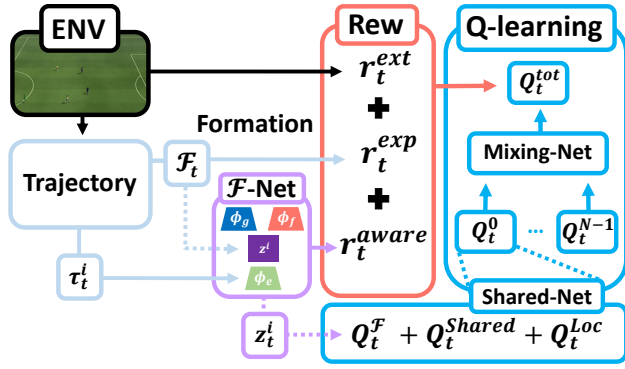 ENV
Rew
Q-learning
r_t^{ext}
Q_t^{tot}
+
Formation
Mixing-Net
Trajectory
ℱ_t
r_t^{exp}
ℱ-Net
+
ϕ_g ϕ_f
Q_t^0 ... Q_t^{N-1}
z^i
r_t^{aware}
τ_t^i
ϕ_e
Shared-Net
z_t^i
Q_t^ℱ + Q_t^{Shared} + Q_t^{Loc}